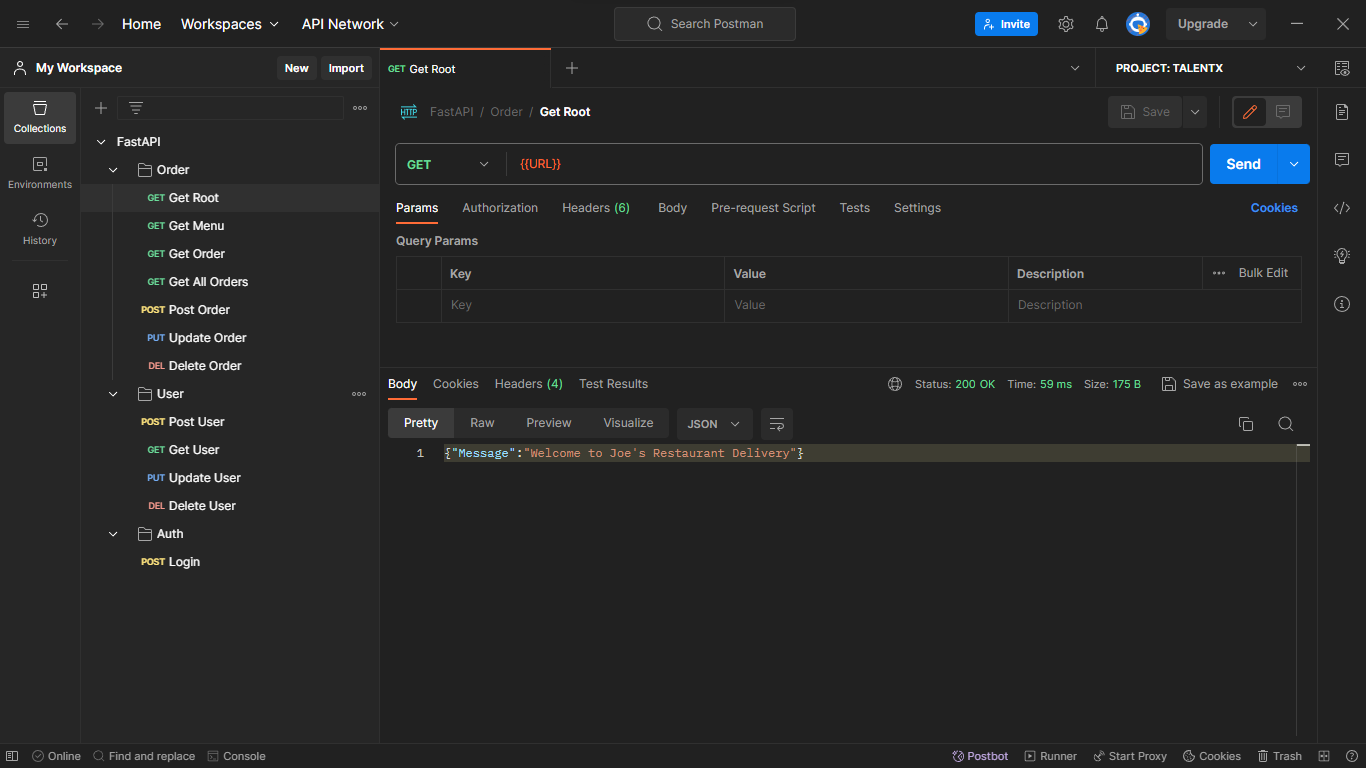 Home Workspaces API Network Search Postman Invite Upgrade
My Workspace New Import GET Get Root PROJECT: TALENTX
Collections
Environments
History
FastAPI
Order
GET Get Root
GET Get Menu
GET Get Order
GET Get All Orders
POST Post Order
PUT Update Order
DEL Delete Order
User
POST Post User
GET Get User
PUT Update User
DEL Delete User
Auth
POST Login
HTTP FastAPI / Order / Get Root Save
GET {{URL}} Send
Params Authorization Headers (6) Body Pre-request Script Tests Settings Cookies
Query Params
Key Value Description Bulk Edit
Key Value Description
Body Cookies Headers (4) Test Results Status: 200 OK Time: 59 ms Size: 175 B Save as example
Pretty Raw Preview Visualize JSON
1 {"Message":"Welcome to Joe's Restaurant Delivery"}
Online Find and replace Console Postbot Runner Start Proxy Cookies Trash